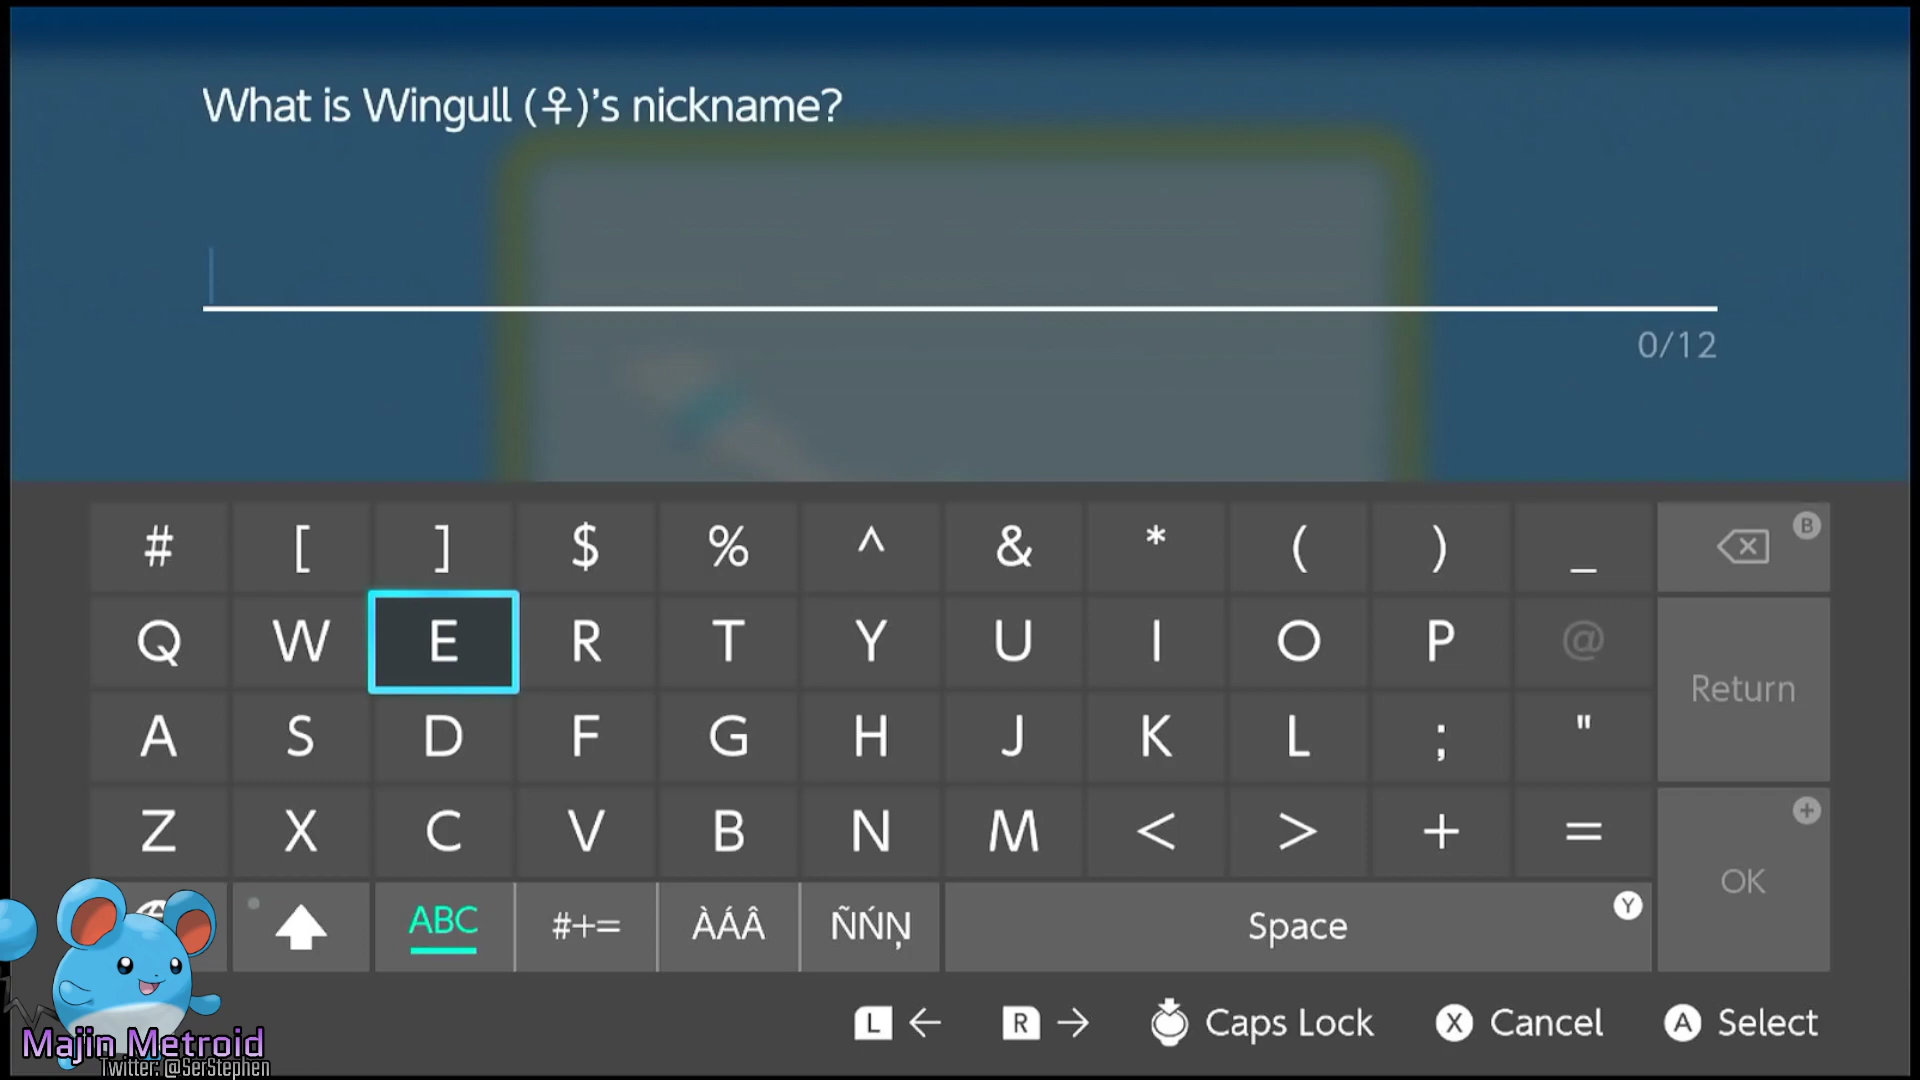 What is Wingull (♀)'s nickname?
0/12
# [ ] $ % ^ & * ( ) _ B
Q W E R T Y U I O P @
Return
A S D F G H J K L ; "
Z X C V B N M < > + = +
OK
ABC #+= ÀÁÂ ÑŃŅ Space Y
L ← R → Caps Lock X Cancel A Select
Majin Metroid
Twitter: @SerStephen